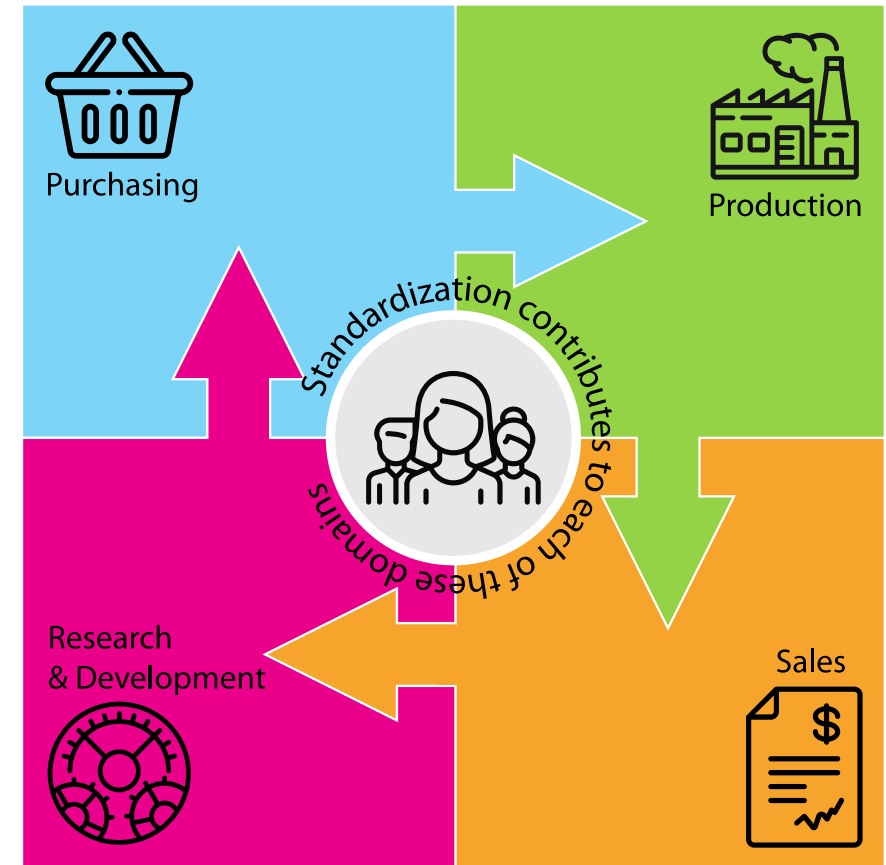 Purchasing
Production
Standardization contributes to each of these domains
Research
& Development
Sales
$